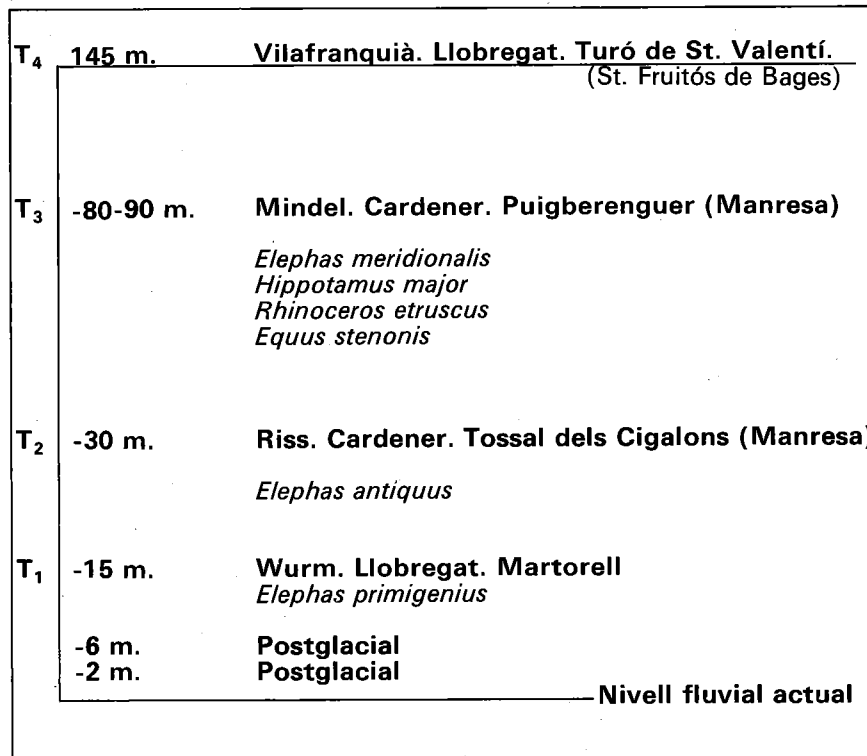 T₄ 145 m. Vilafranquià. Llobregat. Turó de St. Valentí.
(St. Fruitós de Bages)
T₃ -80-90 m. Mindel. Cardener. Puigberenguer (Manresa)
Elephas meridionalis
Hippotamus major
Rhinoceros etruscus
Equus stenonis
T₂ -30 m. Riss. Cardener. Tossal dels Cigalons (Manresa)
Elephas antiquus
T₁ -15 m. Wurm. Llobregat. Martorell
Elephas primigenius
-6 m. Postglacial
-2 m. Postglacial
Nivell fluvial actual